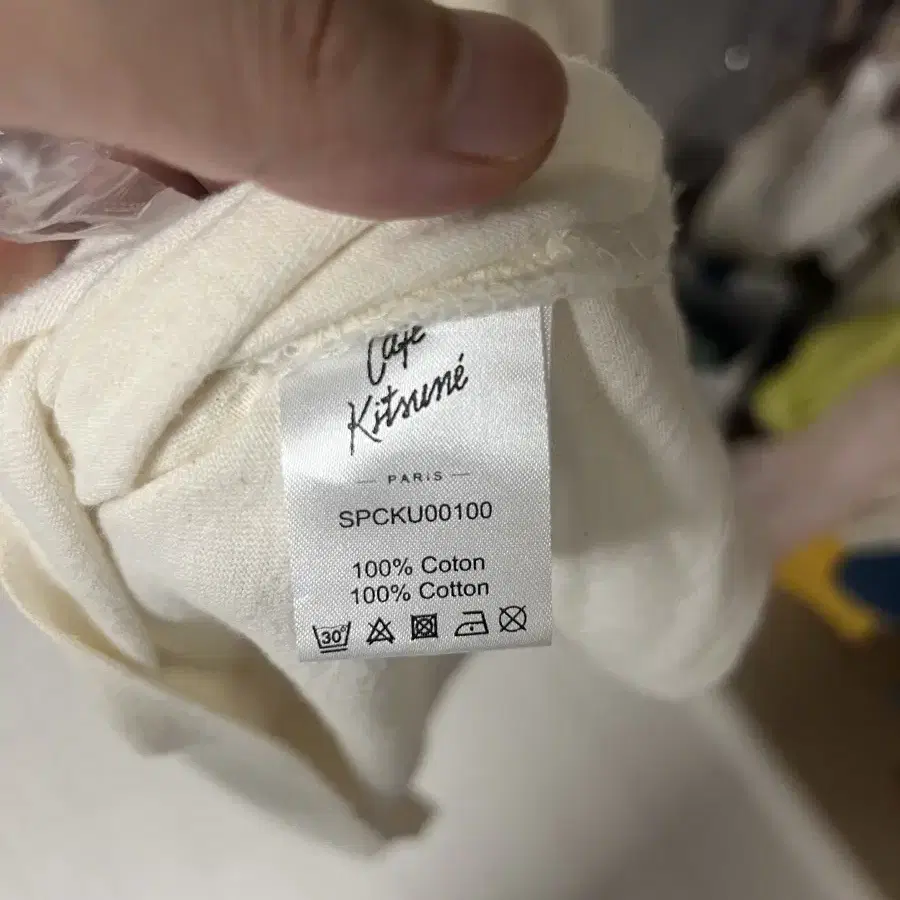 Café
Kitsuné
— PARIS —
SPCKU00100
100% Coton
100% Cotton
30°